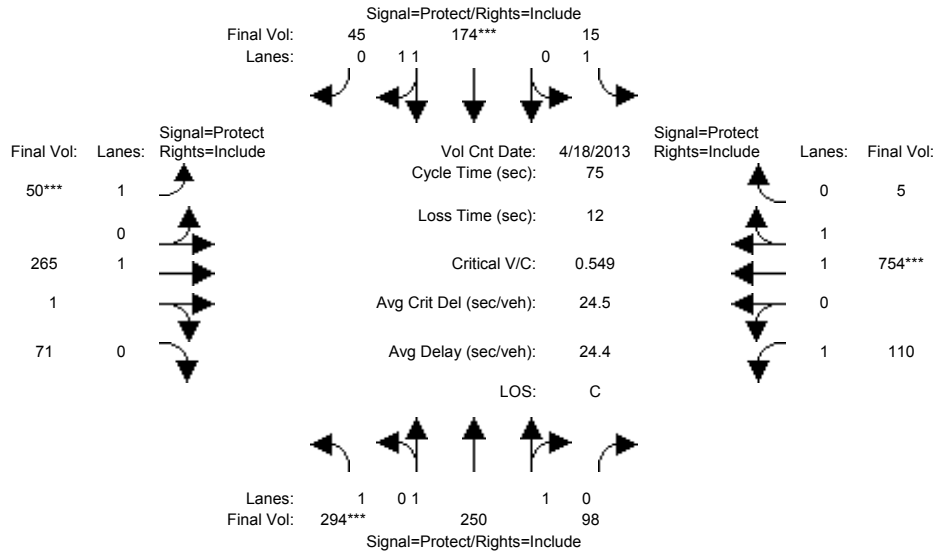 Signal=Protect/Rights=Include
Final Vol: 45 174*** 15
Lanes: 0 1 1 0 1
Signal=Protect Signal=Protect
Final Vol: Lanes: Rights=Include Vol Cnt Date: 4/18/2013 Rights=Include Lanes: Final Vol:
Cycle Time (sec): 75
50*** 1 0 5
Loss Time (sec): 12
0 1
265 1 Critical V/C: 0.549 1 754***
1 Avg Crit Del (sec/veh): 24.5 0
71 0 Avg Delay (sec/veh): 24.4 1 110
LOS: C
Lanes: 1 0 1 1 0
Final Vol: 294*** 250 98
Signal=Protect/Rights=Include